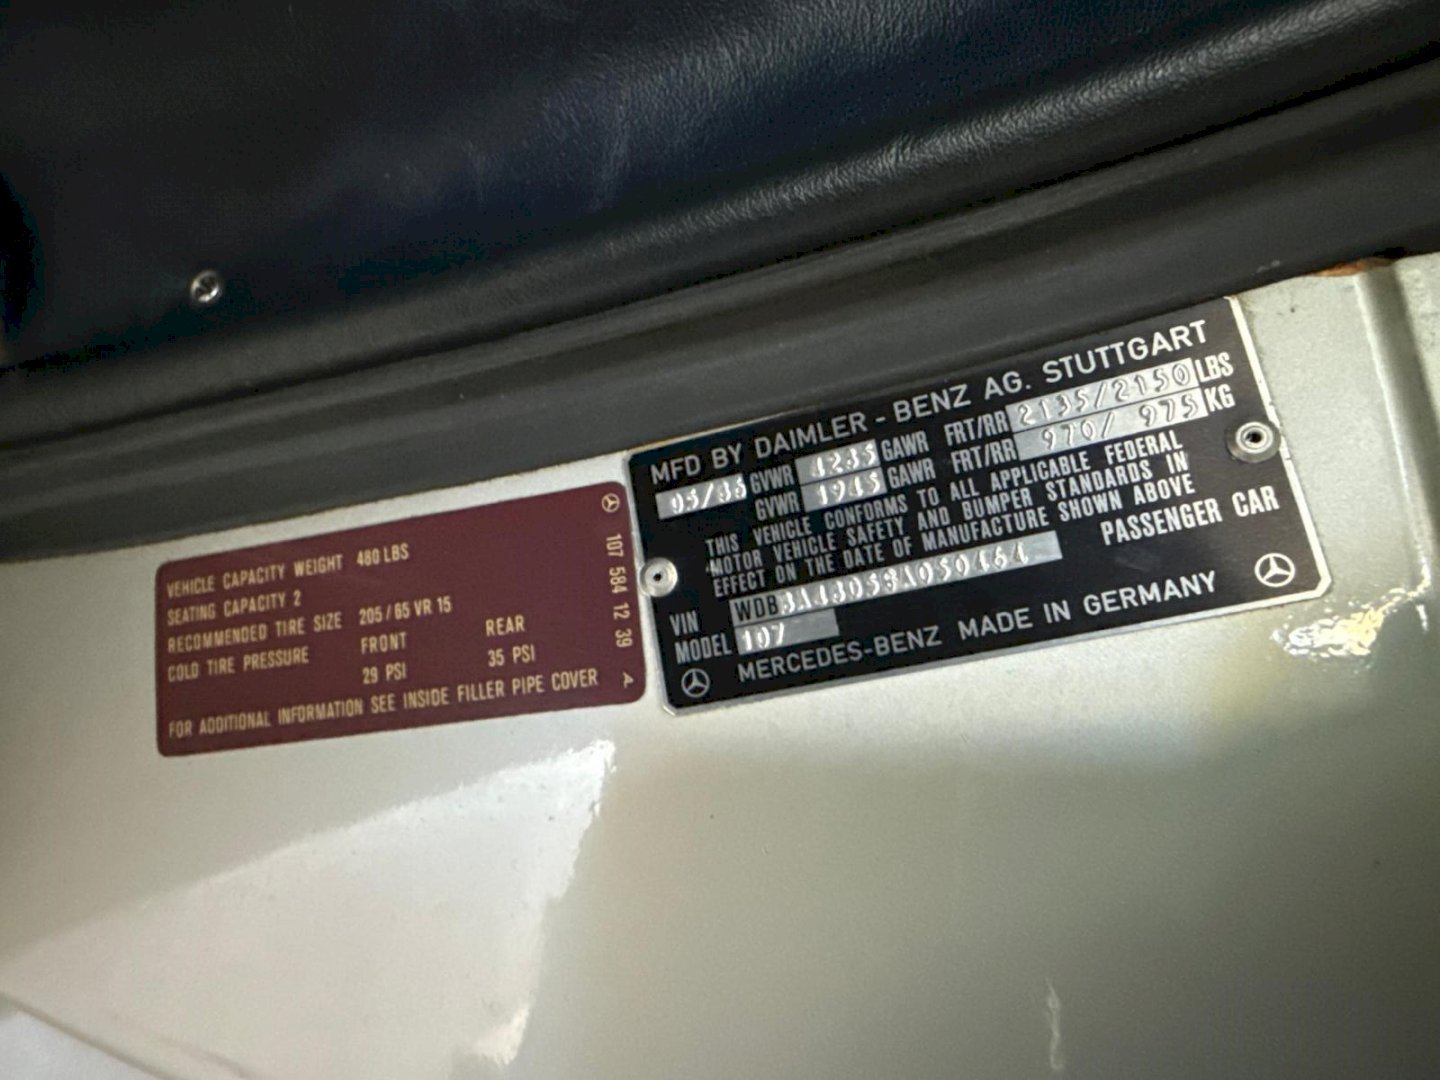 VEHICLE CAPACITY WEIGHT 480 LBS
SEATING CAPACITY 2
RECOMMENDED TIRE SIZE 205/65 VR 15
COLD TIRE PRESSURE FRONT REAR
29 PSI 35 PSI
FOR ADDITIONAL INFORMATION SEE INSIDE FILLER PIPE COVER
107 584 12 39 A
MFD BY DAIMLER-BENZ AG. STUTTGART
05/86 GVWR 4285 GAWR FRT/RR 2135/2150 LBS
GVWR 1945 GAWR FRT/RR 970/ 975 KG
THIS VEHICLE CONFORMS TO ALL APPLICABLE FEDERAL
MOTOR VEHICLE SAFETY AND BUMPER STANDARDS IN
EFFECT ON THE DATE OF MANUFACTURE SHOWN ABOVE
PASSENGER CAR
VIN
MODEL 107
MERCEDES-BENZ MADE IN GERMANY